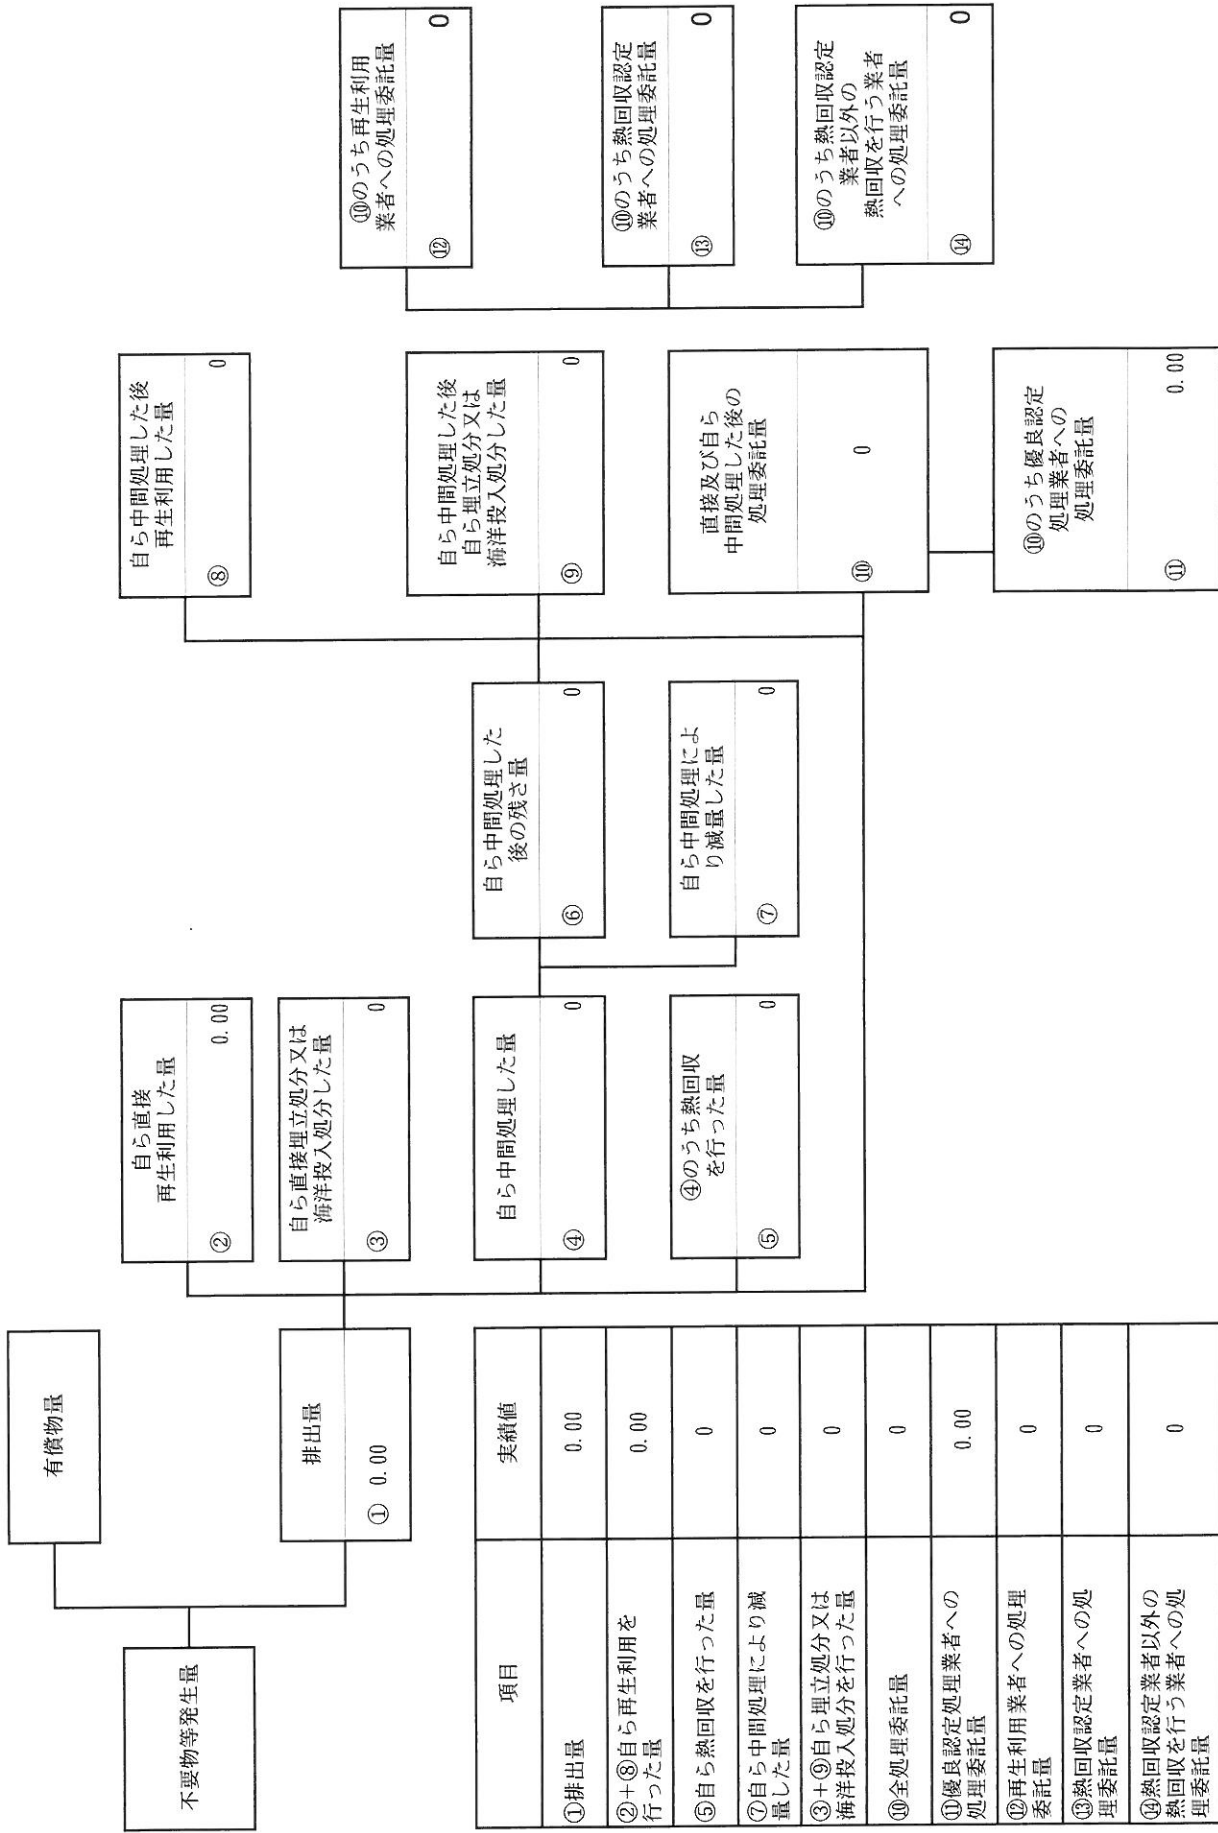 不要物等発生量
有償物量
排出量
① 0.00
自ら直接
再生利用した量
② 0.00
自ら直接埋立処分又は
海洋投入処分した量
③ 0
自ら中間処理した量
④ 0
④のうち熱回収
を行った量
⑤ 0
自ら中間処理した
後の残さ量
⑥ 0
自ら中間処理によ
り減量した量
⑦ 0
自ら中間処理した後
再生利用した量
⑧ 0
自ら中間処理した後
自ら埋立処分又は
海洋投入処分した量
⑨ 0
直接及び自ら
中間処理した後の
処理委託量
⑩ 0
⑩のうち優良認定
処理業者への
処理委託量
⑪ 0.00
⑩のうち再生利用
業者への処理委託量
⑫ 0
⑩のうち熱回収認定
業者への処理委託量
⑬ 0
⑩のうち熱回収認定
業者以外の
熱回収を行う業者
への処理委託量
⑭ 0
項目 実績値
①排出量 0.00
②+⑧自ら再生利用を
行った量 0.00
⑤自ら熱回収を行った量 0
⑦自ら中間処理により減
量した量 0
③+⑨自ら埋立処分又は
海洋投入処分を行った量 0
⑩全処理委託量 0
⑪優良認定処理業者への
処理委託量 0.00
⑫再生利用業者への処理
委託量 0
⑬熱回収認定業者への処
理委託量 0
⑭熱回収認定業者以外の
熱回収を行う業者への処
理委託量 0